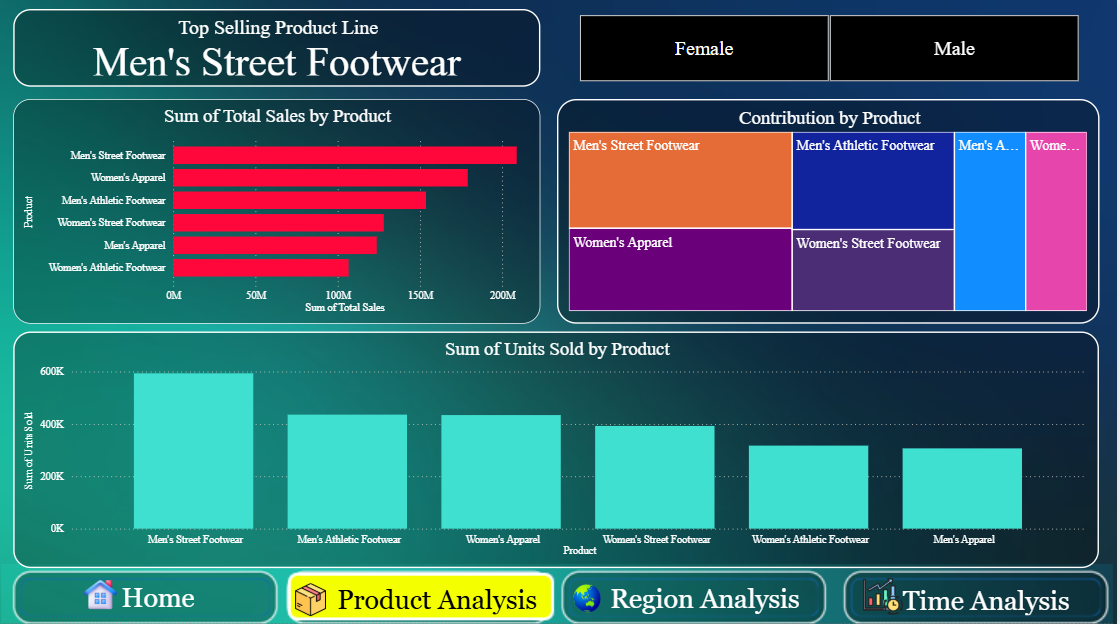 Top Selling Product Line
Men's Street Footwear
Female
Male
Sum of Total Sales by Product
Product
Men's Street Footwear
Women's Apparel
Men's Athletic Footwear
Women's Street Footwear
Men's Apparel
Women's Athletic Footwear
0M 50M 100M 150M 200M
Sum of Total Sales
Contribution by Product
Men's Street Footwear
Women's Apparel
Men's Athletic Footwear
Women's Street Footwear
Men's A...
Wome...
Sum of Units Sold by Product
Sum of Units Sold
600K
400K
200K
0K
Men's Street Footwear Men's Athletic Footwear Women's Apparel Women's Street Footwear Women's Athletic Footwear Men's Apparel
Product
Home
Product Analysis
Region Analysis
Time Analysis